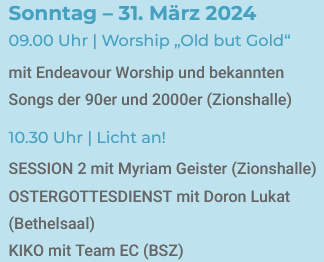 Sonntag – 31. März 2024
09.00 Uhr | Worship „Old but Gold“
mit Endeavour Worship und bekannten
Songs der 90er und 2000er (Zionshalle)
10.30 Uhr | Licht an!
SESSION 2 mit Myriam Geister (Zionshalle)
OSTERGOTTESDIENST mit Doron Lukat
(Bethelsaal)
KIKO mit Team EC (BSZ)